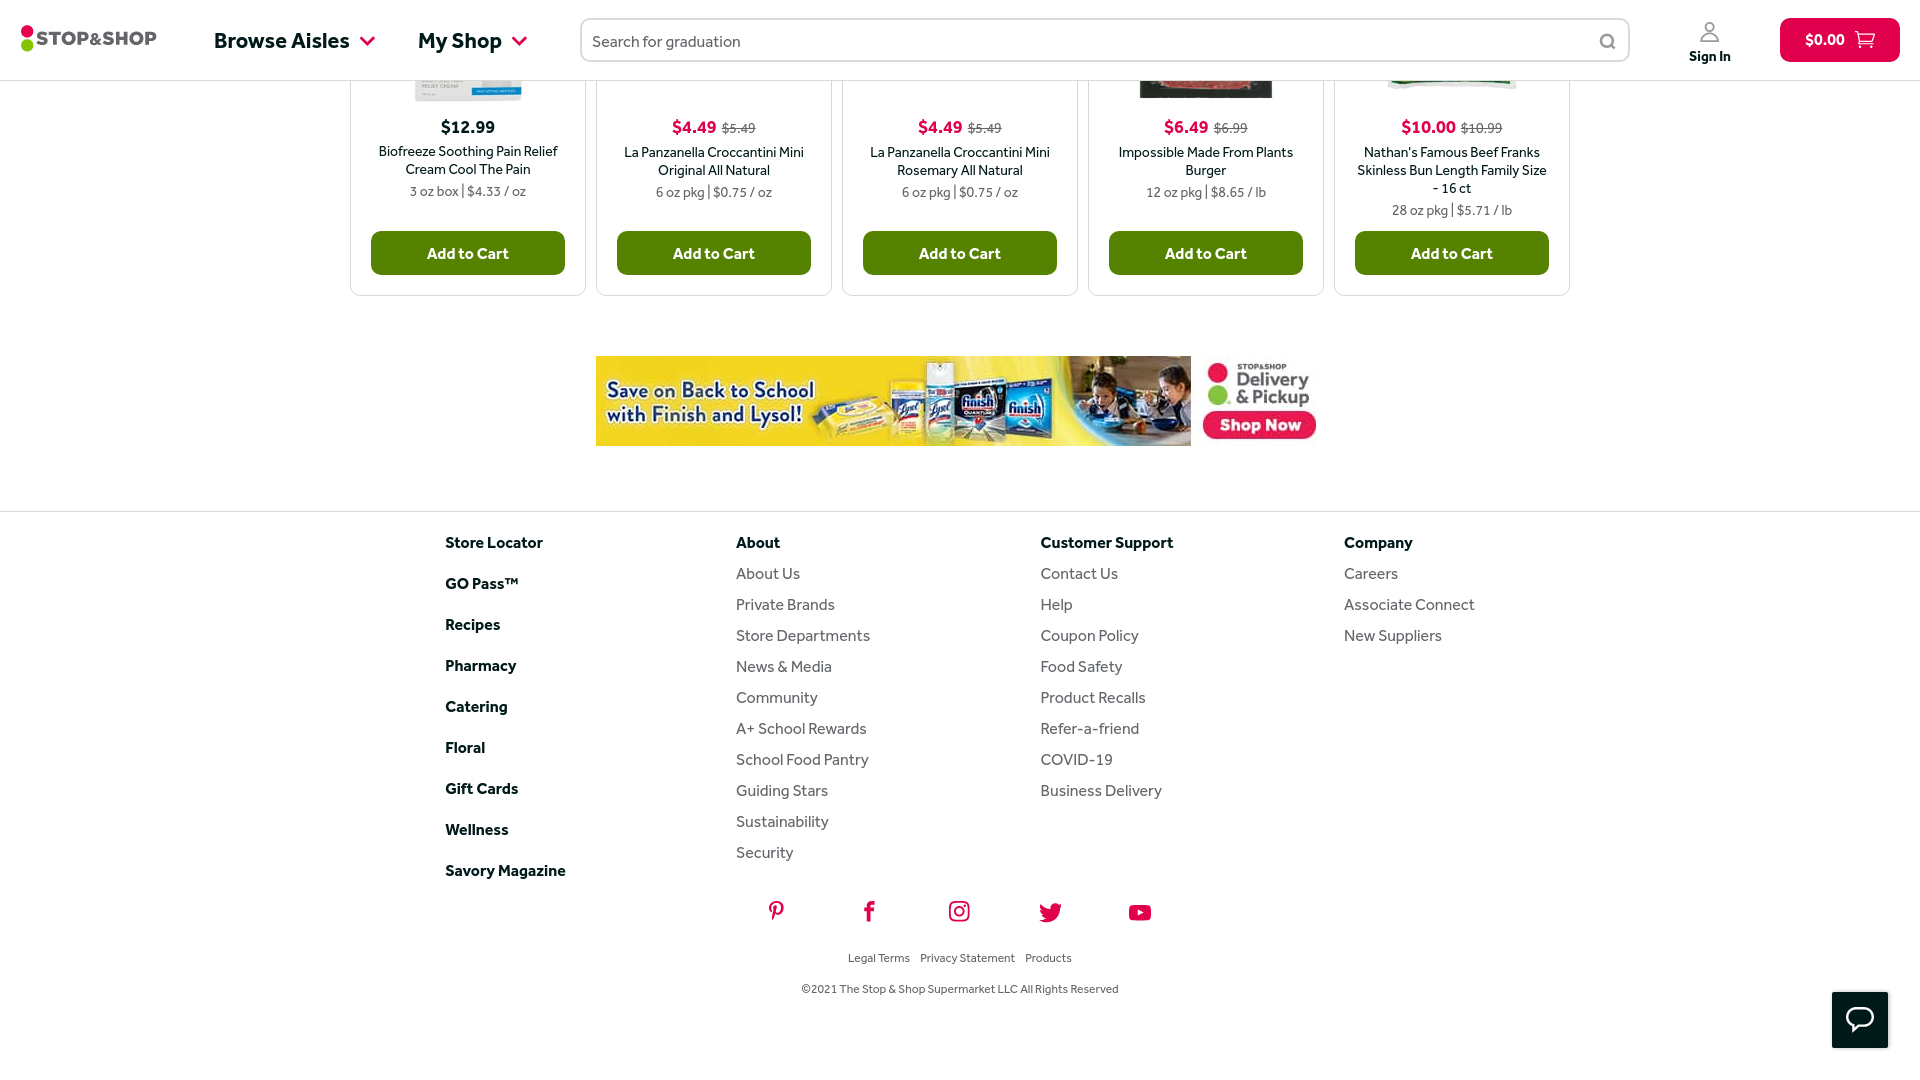 STOP&SHOP
Browse Aisles
My Shop
Search for graduation
Sign In
$0.00
RELIEF CREAM
$12.99
Biofreeze Soothing Pain Relief
Cream Cool The Pain
3 oz box | $4.33 / oz
Add to Cart
$4.49 $5.49
La Panzanella Croccantini Mini
Original All Natural
6 oz pkg | $0.75 / oz
Add to Cart
$4.49 $5.49
La Panzanella Croccantini Mini
Rosemary All Natural
6 oz pkg | $0.75 / oz
Add to Cart
$6.49 $6.99
Impossible Made From Plants
Burger
12 oz pkg | $8.65 / lb
Add to Cart
$10.00 $10.99
Nathan's Famous Beef Franks
Skinless Bun Length Family Size
- 16 ct
28 oz pkg | $5.71 / lb
Add to Cart
Save on Back to School
with Finish and Lysol!
Lysol
Lysol
Lysol
finish
QUANTUM
finish
STOP&SHOP
Delivery
& Pickup
Shop Now
Store Locator
GO Pass™
Recipes
Pharmacy
Catering
Floral
Gift Cards
Wellness
Savory Magazine
About
About Us
Private Brands
Store Departments
News & Media
Community
A+ School Rewards
School Food Pantry
Guiding Stars
Sustainability
Security
Customer Support
Contact Us
Help
Coupon Policy
Food Safety
Product Recalls
Refer-a-friend
COVID-19
Business Delivery
Company
Careers
Associate Connect
New Suppliers
Legal Terms Privacy Statement Products
©2021 The Stop & Shop Supermarket LLC All Rights Reserved